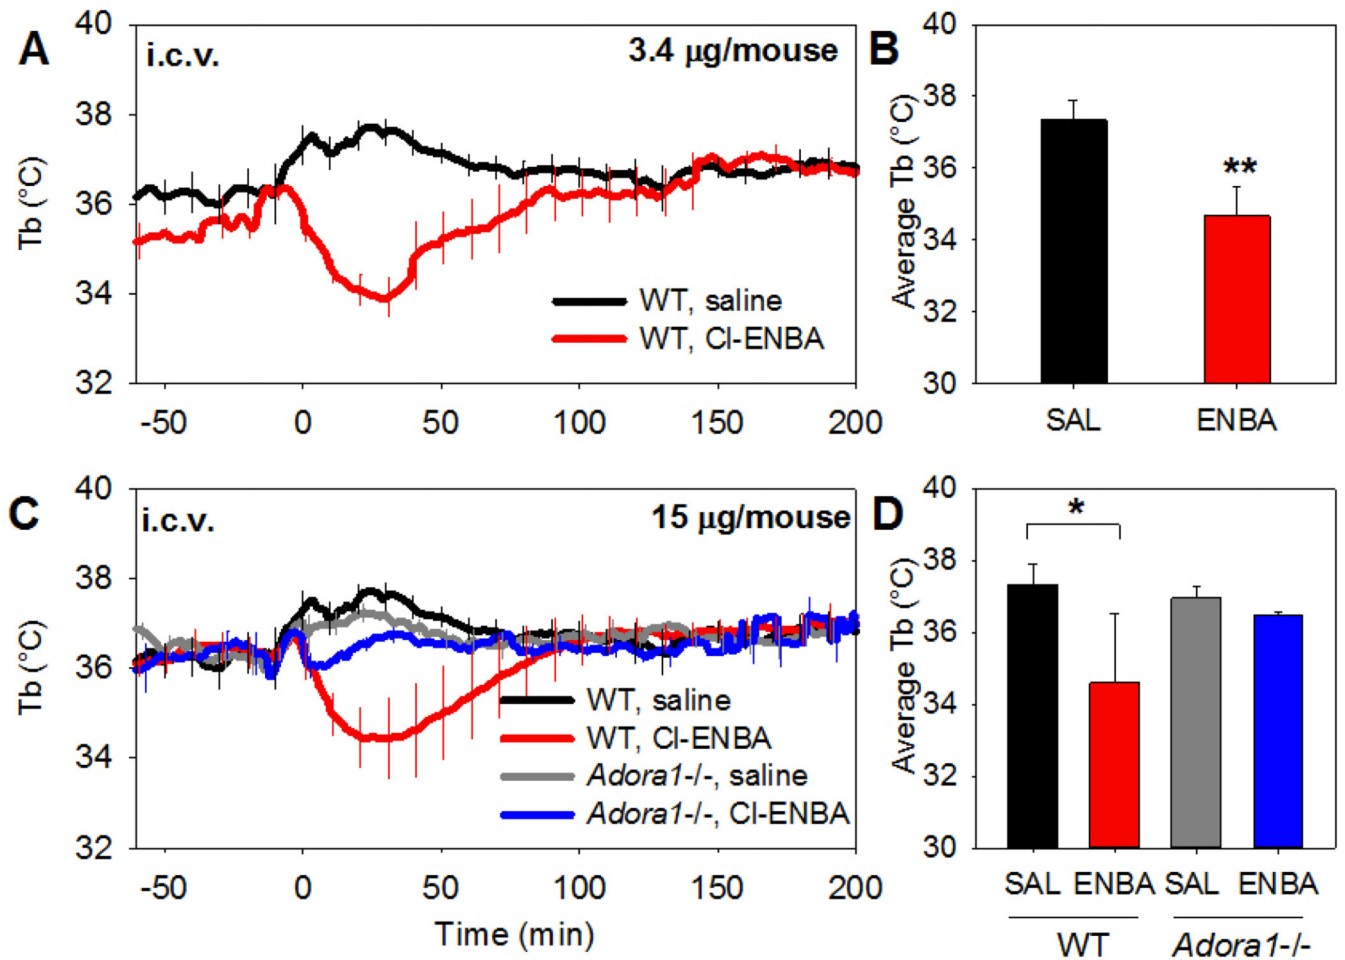 A
i.c.v.
3.4 μg/mouse
40
38
36
34
32
Tb (°C)
WT, saline
WT, Cl-ENBA
-50 0 50 100 150 200
B
40
38
36
34
32
30
Average Tb (°C)
**
SAL ENBA
C
i.c.v.
15 μg/mouse
40
38
36
34
32
Tb (°C)
WT, saline
WT, Cl-ENBA
Adora1-/-, saline
Adora1-/-, Cl-ENBA
-50 0 50 100 150 200
Time (min)
D
40
38
36
34
32
30
Average Tb (°C)
*
SAL ENBA SAL ENBA
WT Adora1-/-